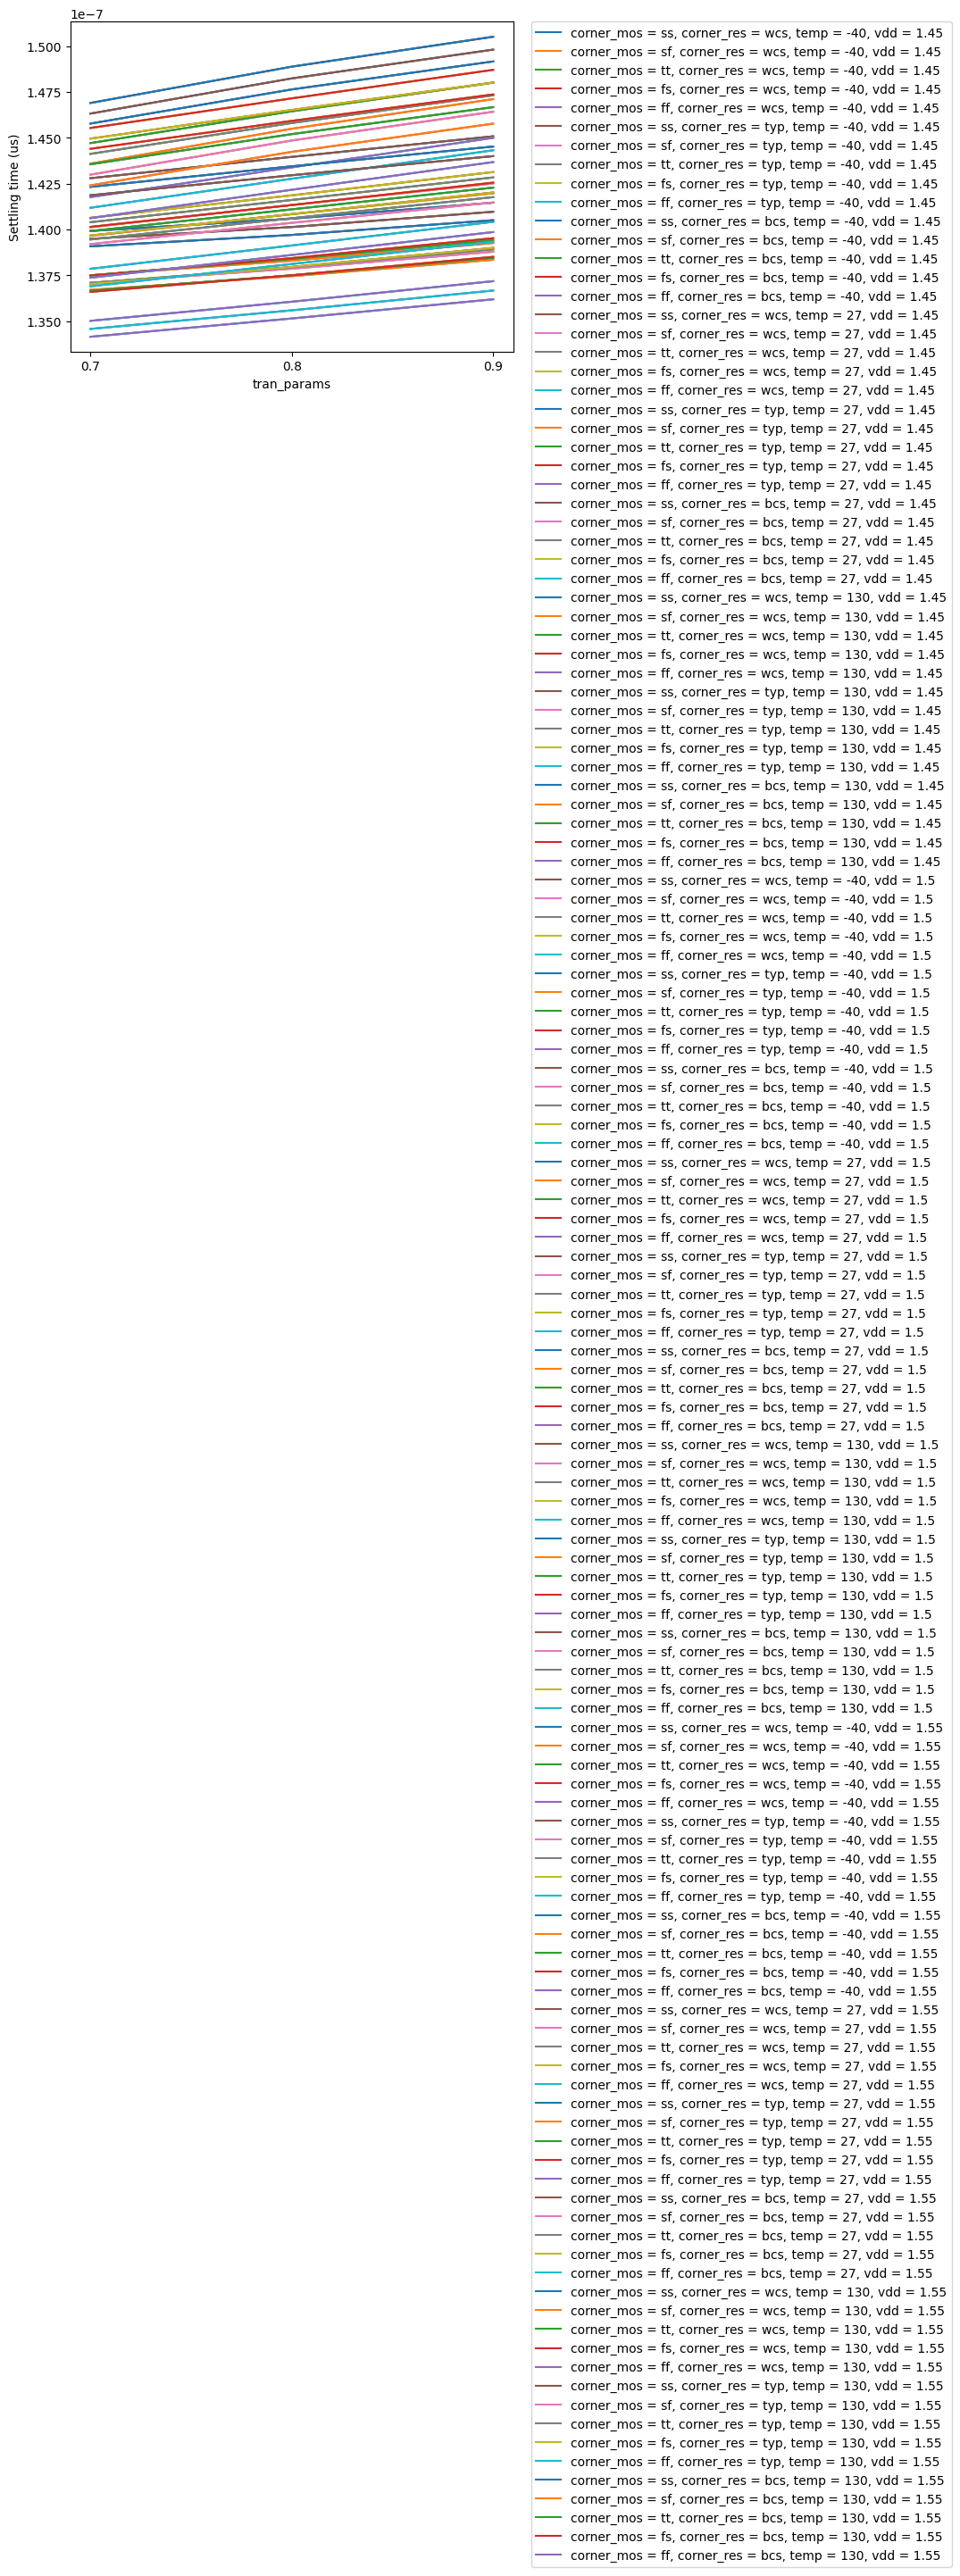 1e−7
1.500
1.475
1.450
1.425
1.400
1.375
1.350
Settling time (us)
0.7
0.8
0.9
tran_params
corner_mos = ss, corner_res = wcs, temp = -40, vdd = 1.45
corner_mos = sf, corner_res = wcs, temp = -40, vdd = 1.45
corner_mos = tt, corner_res = wcs, temp = -40, vdd = 1.45
corner_mos = fs, corner_res = wcs, temp = -40, vdd = 1.45
corner_mos = ff, corner_res = wcs, temp = -40, vdd = 1.45
corner_mos = ss, corner_res = typ, temp = -40, vdd = 1.45
corner_mos = sf, corner_res = typ, temp = -40, vdd = 1.45
corner_mos = tt, corner_res = typ, temp = -40, vdd = 1.45
corner_mos = fs, corner_res = typ, temp = -40, vdd = 1.45
corner_mos = ff, corner_res = typ, temp = -40, vdd = 1.45
corner_mos = ss, corner_res = bcs, temp = -40, vdd = 1.45
corner_mos = sf, corner_res = bcs, temp = -40, vdd = 1.45
corner_mos = tt, corner_res = bcs, temp = -40, vdd = 1.45
corner_mos = fs, corner_res = bcs, temp = -40, vdd = 1.45
corner_mos = ff, corner_res = bcs, temp = -40, vdd = 1.45
corner_mos = ss, corner_res = wcs, temp = 27, vdd = 1.45
corner_mos = sf, corner_res = wcs, temp = 27, vdd = 1.45
corner_mos = tt, corner_res = wcs, temp = 27, vdd = 1.45
corner_mos = fs, corner_res = wcs, temp = 27, vdd = 1.45
corner_mos = ff, corner_res = wcs, temp = 27, vdd = 1.45
corner_mos = ss, corner_res = typ, temp = 27, vdd = 1.45
corner_mos = sf, corner_res = typ, temp = 27, vdd = 1.45
corner_mos = tt, corner_res = typ, temp = 27, vdd = 1.45
corner_mos = fs, corner_res = typ, temp = 27, vdd = 1.45
corner_mos = ff, corner_res = typ, temp = 27, vdd = 1.45
corner_mos = ss, corner_res = bcs, temp = 27, vdd = 1.45
corner_mos = sf, corner_res = bcs, temp = 27, vdd = 1.45
corner_mos = tt, corner_res = bcs, temp = 27, vdd = 1.45
corner_mos = fs, corner_res = bcs, temp = 27, vdd = 1.45
corner_mos = ff, corner_res = bcs, temp = 27, vdd = 1.45
corner_mos = ss, corner_res = wcs, temp = 130, vdd = 1.45
corner_mos = sf, corner_res = wcs, temp = 130, vdd = 1.45
corner_mos = tt, corner_res = wcs, temp = 130, vdd = 1.45
corner_mos = fs, corner_res = wcs, temp = 130, vdd = 1.45
corner_mos = ff, corner_res = wcs, temp = 130, vdd = 1.45
corner_mos = ss, corner_res = typ, temp = 130, vdd = 1.45
corner_mos = sf, corner_res = typ, temp = 130, vdd = 1.45
corner_mos = tt, corner_res = typ, temp = 130, vdd = 1.45
corner_mos = fs, corner_res = typ, temp = 130, vdd = 1.45
corner_mos = ff, corner_res = typ, temp = 130, vdd = 1.45
corner_mos = ss, corner_res = bcs, temp = 130, vdd = 1.45
corner_mos = sf, corner_res = bcs, temp = 130, vdd = 1.45
corner_mos = tt, corner_res = bcs, temp = 130, vdd = 1.45
corner_mos = fs, corner_res = bcs, temp = 130, vdd = 1.45
corner_mos = ff, corner_res = bcs, temp = 130, vdd = 1.45
corner_mos = ss, corner_res = wcs, temp = -40, vdd = 1.5
corner_mos = sf, corner_res = wcs, temp = -40, vdd = 1.5
corner_mos = tt, corner_res = wcs, temp = -40, vdd = 1.5
corner_mos = fs, corner_res = wcs, temp = -40, vdd = 1.5
corner_mos = ff, corner_res = wcs, temp = -40, vdd = 1.5
corner_mos = ss, corner_res = typ, temp = -40, vdd = 1.5
corner_mos = sf, corner_res = typ, temp = -40, vdd = 1.5
corner_mos = tt, corner_res = typ, temp = -40, vdd = 1.5
corner_mos = fs, corner_res = typ, temp = -40, vdd = 1.5
corner_mos = ff, corner_res = typ, temp = -40, vdd = 1.5
corner_mos = ss, corner_res = bcs, temp = -40, vdd = 1.5
corner_mos = sf, corner_res = bcs, temp = -40, vdd = 1.5
corner_mos = tt, corner_res = bcs, temp = -40, vdd = 1.5
corner_mos = fs, corner_res = bcs, temp = -40, vdd = 1.5
corner_mos = ff, corner_res = bcs, temp = -40, vdd = 1.5
corner_mos = ss, corner_res = wcs, temp = 27, vdd = 1.5
corner_mos = sf, corner_res = wcs, temp = 27, vdd = 1.5
corner_mos = tt, corner_res = wcs, temp = 27, vdd = 1.5
corner_mos = fs, corner_res = wcs, temp = 27, vdd = 1.5
corner_mos = ff, corner_res = wcs, temp = 27, vdd = 1.5
corner_mos = ss, corner_res = typ, temp = 27, vdd = 1.5
corner_mos = sf, corner_res = typ, temp = 27, vdd = 1.5
corner_mos = tt, corner_res = typ, temp = 27, vdd = 1.5
corner_mos = fs, corner_res = typ, temp = 27, vdd = 1.5
corner_mos = ff, corner_res = typ, temp = 27, vdd = 1.5
corner_mos = ss, corner_res = bcs, temp = 27, vdd = 1.5
corner_mos = sf, corner_res = bcs, temp = 27, vdd = 1.5
corner_mos = tt, corner_res = bcs, temp = 27, vdd = 1.5
corner_mos = fs, corner_res = bcs, temp = 27, vdd = 1.5
corner_mos = ff, corner_res = bcs, temp = 27, vdd = 1.5
corner_mos = ss, corner_res = wcs, temp = 130, vdd = 1.5
corner_mos = sf, corner_res = wcs, temp = 130, vdd = 1.5
corner_mos = tt, corner_res = wcs, temp = 130, vdd = 1.5
corner_mos = fs, corner_res = wcs, temp = 130, vdd = 1.5
corner_mos = ff, corner_res = wcs, temp = 130, vdd = 1.5
corner_mos = ss, corner_res = typ, temp = 130, vdd = 1.5
corner_mos = sf, corner_res = typ, temp = 130, vdd = 1.5
corner_mos = tt, corner_res = typ, temp = 130, vdd = 1.5
corner_mos = fs, corner_res = typ, temp = 130, vdd = 1.5
corner_mos = ff, corner_res = typ, temp = 130, vdd = 1.5
corner_mos = ss, corner_res = bcs, temp = 130, vdd = 1.5
corner_mos = sf, corner_res = bcs, temp = 130, vdd = 1.5
corner_mos = tt, corner_res = bcs, temp = 130, vdd = 1.5
corner_mos = fs, corner_res = bcs, temp = 130, vdd = 1.5
corner_mos = ff, corner_res = bcs, temp = 130, vdd = 1.5
corner_mos = ss, corner_res = wcs, temp = -40, vdd = 1.55
corner_mos = sf, corner_res = wcs, temp = -40, vdd = 1.55
corner_mos = tt, corner_res = wcs, temp = -40, vdd = 1.55
corner_mos = fs, corner_res = wcs, temp = -40, vdd = 1.55
corner_mos = ff, corner_res = wcs, temp = -40, vdd = 1.55
corner_mos = ss, corner_res = typ, temp = -40, vdd = 1.55
corner_mos = sf, corner_res = typ, temp = -40, vdd = 1.55
corner_mos = tt, corner_res = typ, temp = -40, vdd = 1.55
corner_mos = fs, corner_res = typ, temp = -40, vdd = 1.55
corner_mos = ff, corner_res = typ, temp = -40, vdd = 1.55
corner_mos = ss, corner_res = bcs, temp = -40, vdd = 1.55
corner_mos = sf, corner_res = bcs, temp = -40, vdd = 1.55
corner_mos = tt, corner_res = bcs, temp = -40, vdd = 1.55
corner_mos = fs, corner_res = bcs, temp = -40, vdd = 1.55
corner_mos = ff, corner_res = bcs, temp = -40, vdd = 1.55
corner_mos = ss, corner_res = wcs, temp = 27, vdd = 1.55
corner_mos = sf, corner_res = wcs, temp = 27, vdd = 1.55
corner_mos = tt, corner_res = wcs, temp = 27, vdd = 1.55
corner_mos = fs, corner_res = wcs, temp = 27, vdd = 1.55
corner_mos = ff, corner_res = wcs, temp = 27, vdd = 1.55
corner_mos = ss, corner_res = typ, temp = 27, vdd = 1.55
corner_mos = sf, corner_res = typ, temp = 27, vdd = 1.55
corner_mos = tt, corner_res = typ, temp = 27, vdd = 1.55
corner_mos = fs, corner_res = typ, temp = 27, vdd = 1.55
corner_mos = ff, corner_res = typ, temp = 27, vdd = 1.55
corner_mos = ss, corner_res = bcs, temp = 27, vdd = 1.55
corner_mos = sf, corner_res = bcs, temp = 27, vdd = 1.55
corner_mos = tt, corner_res = bcs, temp = 27, vdd = 1.55
corner_mos = fs, corner_res = bcs, temp = 27, vdd = 1.55
corner_mos = ff, corner_res = bcs, temp = 27, vdd = 1.55
corner_mos = ss, corner_res = wcs, temp = 130, vdd = 1.55
corner_mos = sf, corner_res = wcs, temp = 130, vdd = 1.55
corner_mos = tt, corner_res = wcs, temp = 130, vdd = 1.55
corner_mos = fs, corner_res = wcs, temp = 130, vdd = 1.55
corner_mos = ff, corner_res = wcs, temp = 130, vdd = 1.55
corner_mos = ss, corner_res = typ, temp = 130, vdd = 1.55
corner_mos = sf, corner_res = typ, temp = 130, vdd = 1.55
corner_mos = tt, corner_res = typ, temp = 130, vdd = 1.55
corner_mos = fs, corner_res = typ, temp = 130, vdd = 1.55
corner_mos = ff, corner_res = typ, temp = 130, vdd = 1.55
corner_mos = ss, corner_res = bcs, temp = 130, vdd = 1.55
corner_mos = sf, corner_res = bcs, temp = 130, vdd = 1.55
corner_mos = tt, corner_res = bcs, temp = 130, vdd = 1.55
corner_mos = fs, corner_res = bcs, temp = 130, vdd = 1.55
corner_mos = ff, corner_res = bcs, temp = 130, vdd = 1.55